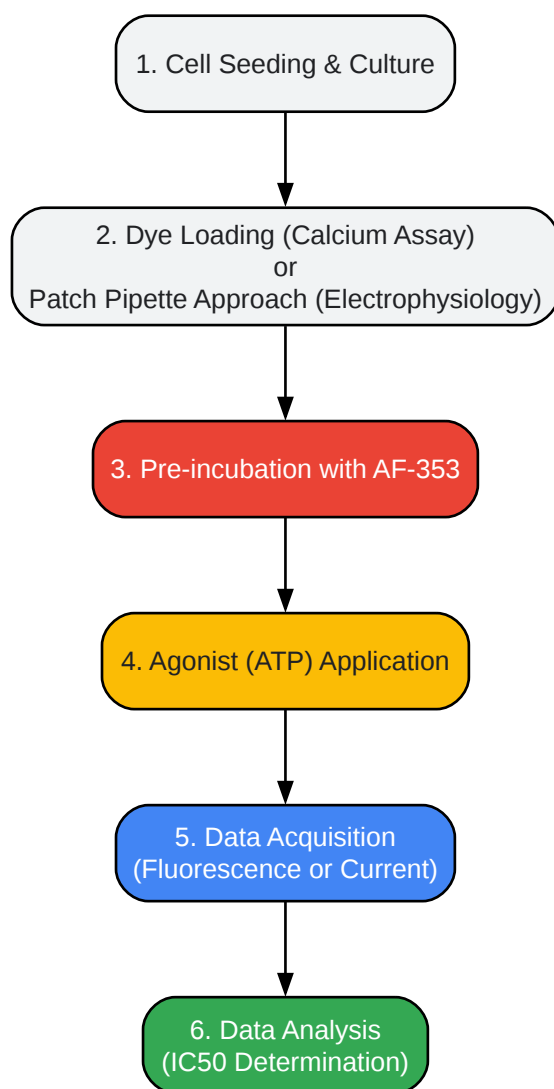 1. Cell Seeding & Culture
2. Dye Loading (Calcium Assay)
or
Patch Pipette Approach (Electrophysiology)
3. Pre-incubation with AF-353
4. Agonist (ATP) Application
5. Data Acquisition
(Fluorescence or Current)
6. Data Analysis
(IC50 Determination)